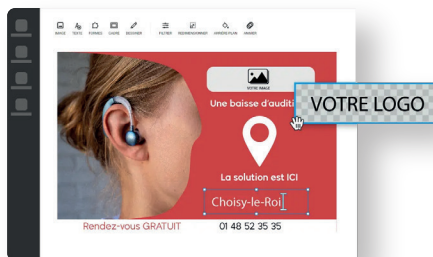 IMAGE TEXTE FORMES CADRE DESSINER FILTRER REDIMENSIONNER ARRIÈRE-PLAN
VOTRE IMAGE
Une baisse d'auditi
VOTRE LOGO
La solution est ICI
Choisy-le-Roi
Rendez-vous GRATUIT 01 48 52 35 35